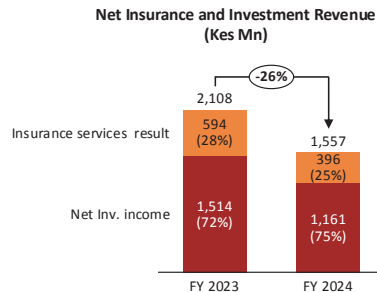 Net Insurance and Investment Revenue
(Kes Mn)
-26%
2,108
1,557
Insurance services result
594
(28%)
396
(25%)
Net Inv. income
1,514
(72%)
1,161
(75%)
FY 2023
FY 2024